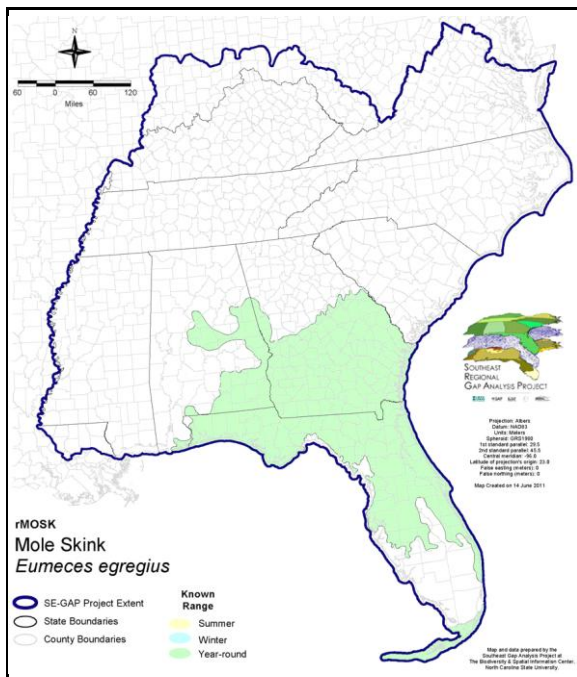 60 0 60 120
Miles
SOUTHEAST
REGIONAL
GAP ANALYSIS PROJECT
Projection: Albers
Datum: NAD83
Units: Meters
Spheroid: GRS1980
1st standard parallel: 29.5
2nd standard parallel: 45.5
Central meridian: -96.0
Latitude of projection's origin: 23.0
False easting (meters): 0
False northing (meters): 0
Map Created on 14 June 2011
rMOSK
Mole Skink
Eumeces egregius
SE-GAP Project Extent
State Boundaries
County Boundaries
Known
Range
Summer
Winter
Year-round
Map and data prepared by the
Southeast Gap Analysis Project at
The Biodiversity & Spatial Information Center,
North Carolina State University.